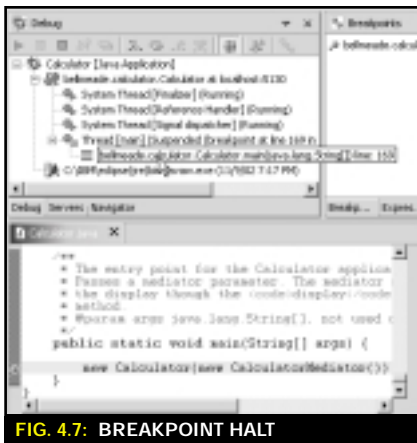 Debug
Breakpoints
Calculator [Java Application]
bellmeade.calculator.Calculator at localhost:
System Thread [Finalizer] (Running)
System Thread [Reference Handler] (Running)
System Thread [Signal dispatcher] (Running)
Thread [main] (Suspended (breakpoint at line 169 in
bellmeade.calculator.Calculator.main(java.lang.String[]) line: 169
Debug Servers Navigator
Breakp... Expres
Calculator.java
/**
* The entry point for the Calculator applica
* Passes a mediator parameter. The mediator
* the display though the <code>display</code
* method.
* @param args java.lang.String[], not used
*/
public static void main(String[] args) {
new Calculator(new CalculatorMediator())
}
}
FIG. 4.7: BREAKPOINT HALT